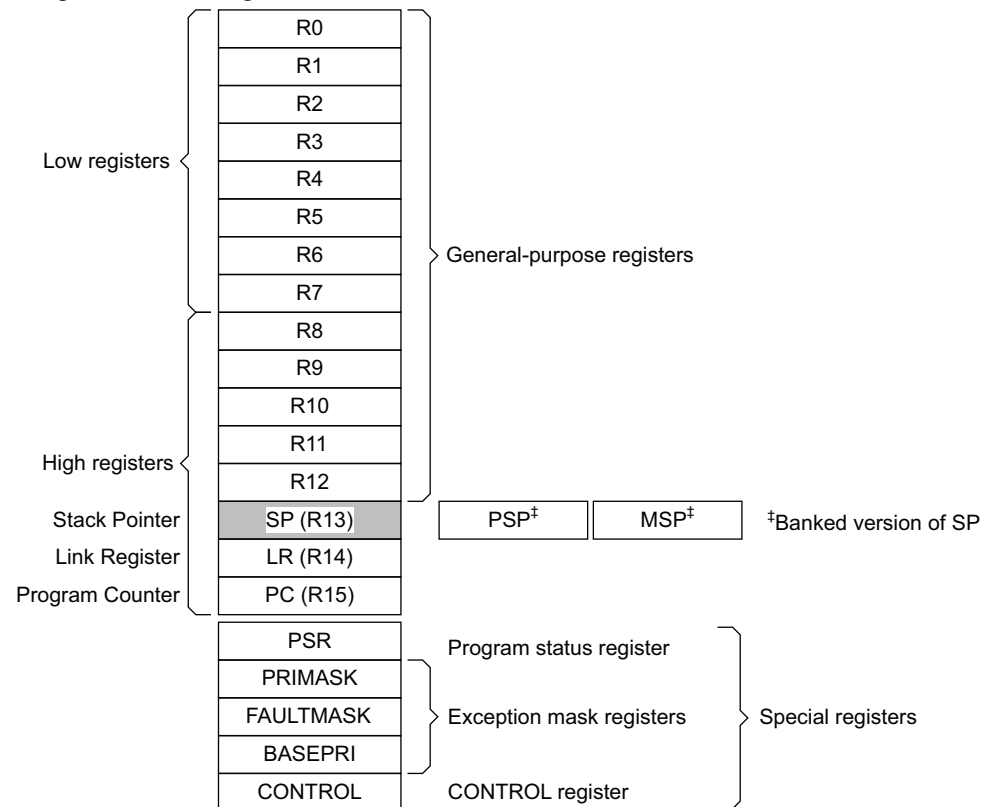 R0
R1
R2
R3
Low registers
R4
R5
R6
General-purpose registers
R7
R8
R9
R10
R11
High registers
R12
Stack Pointer SP (R13) PSP‡ MSP‡ ‡Banked version of SP
Link Register LR (R14)
Program Counter PC (R15)
PSR Program status register
PRIMASK
FAULTMASK Exception mask registers Special registers
BASEPRI
CONTROL CONTROL register